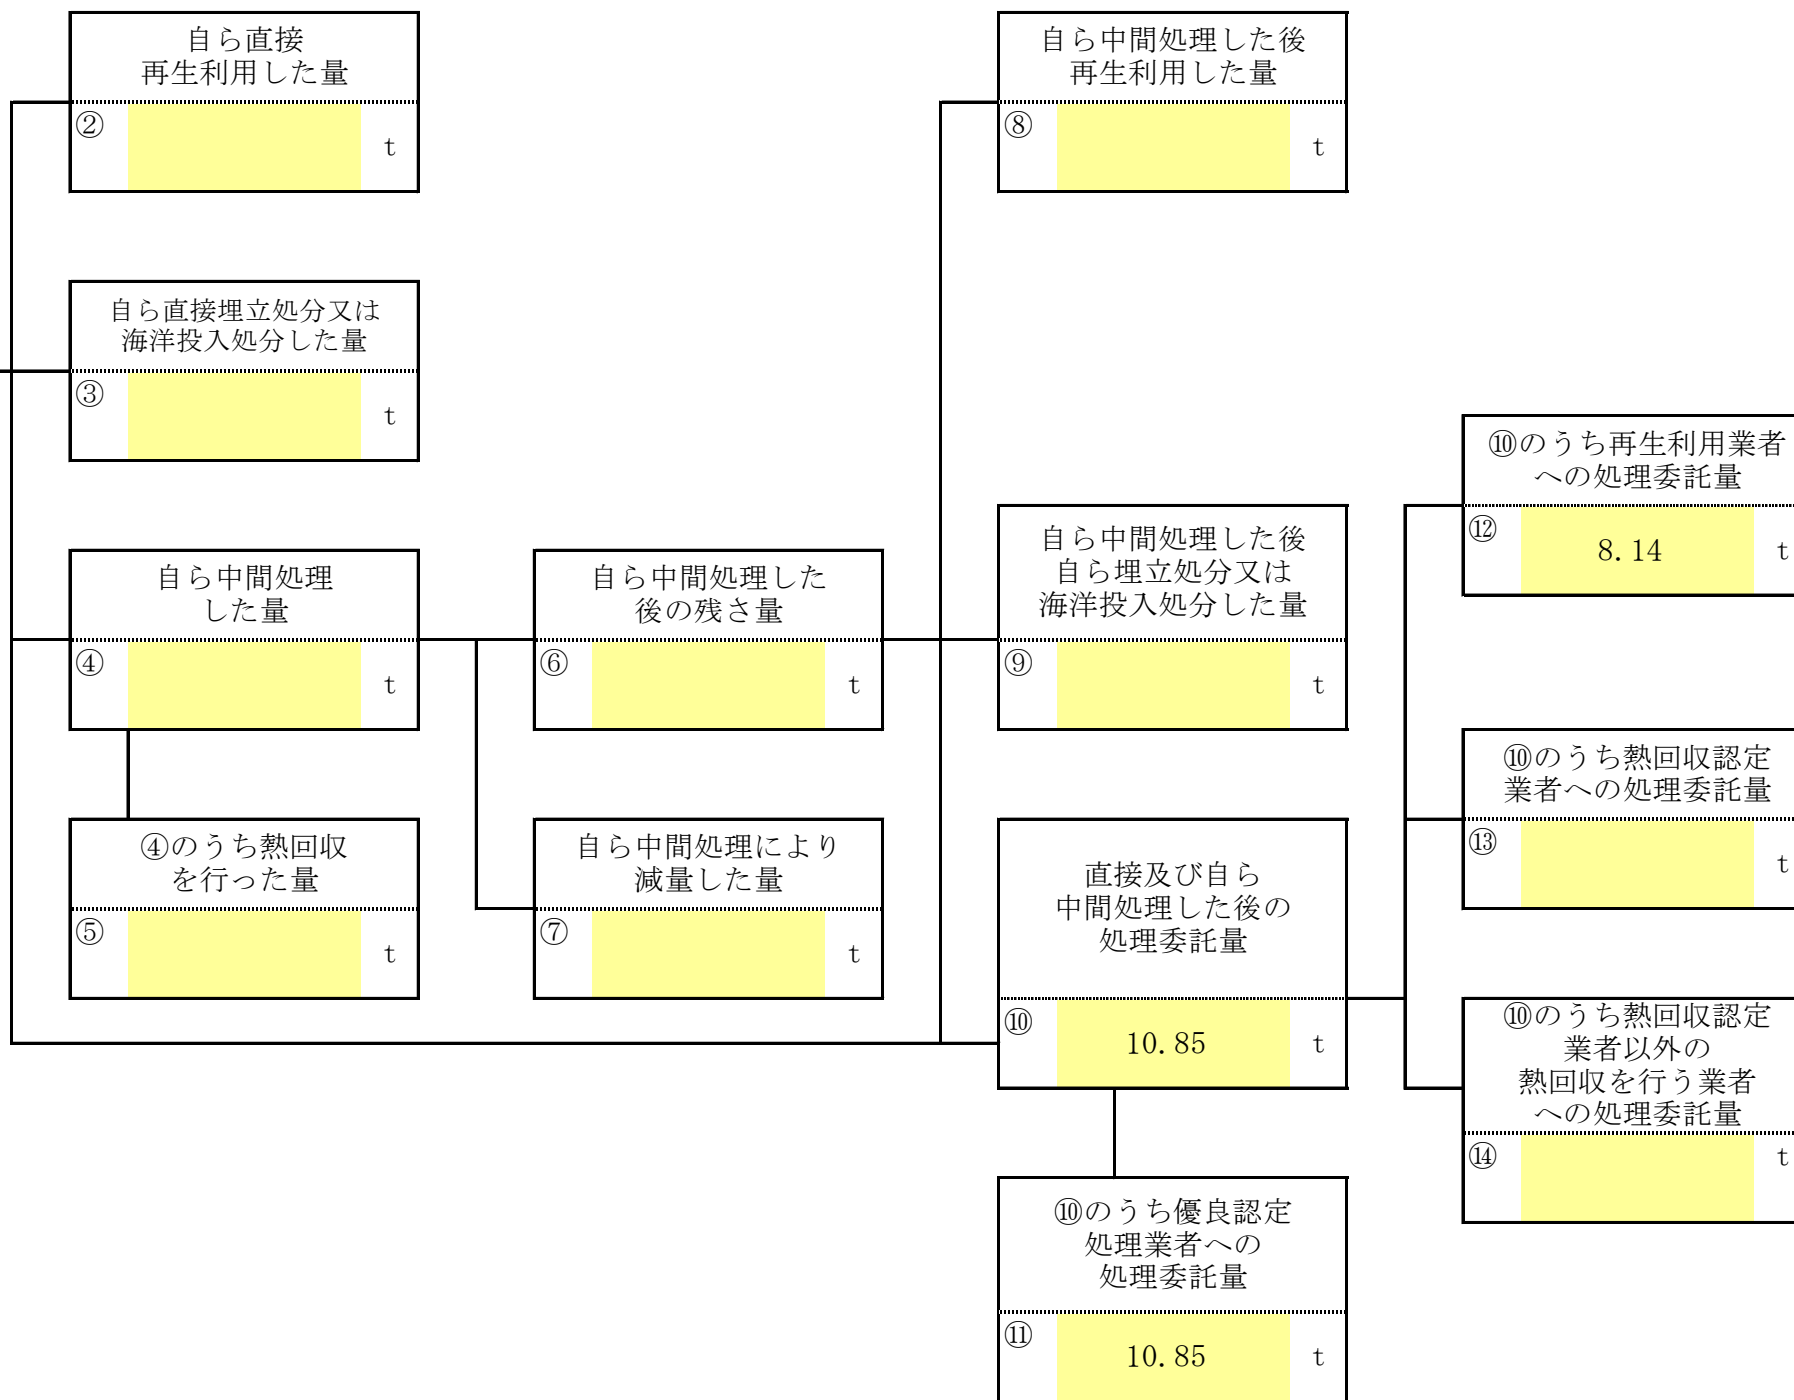 自ら直接
再生利用した量
②
t
自ら中間処理した後
再生利用した量
⑧
t
自ら直接埋立処分又は
海洋投入処分した量
③
t
⑩のうち再生利用業者
への処理委託量
⑫
8.14
t
自ら中間処理
した量
④
t
自ら中間処理した
後の残さ量
⑥
t
自ら中間処理した後
自ら埋立処分又は
海洋投入処分した量
⑨
t
⑩のうち熱回収認定
業者への処理委託量
⑬
t
④のうち熱回収
を行った量
⑤
t
自ら中間処理により
減量した量
⑦
t
直接及び自ら
中間処理した後の
処理委託量
⑩
10.85
t
⑩のうち熱回収認定
業者以外の
熱回収を行う業者
への処理委託量
⑭
t
⑩のうち優良認定
処理業者への
処理委託量
⑪
10.85
t